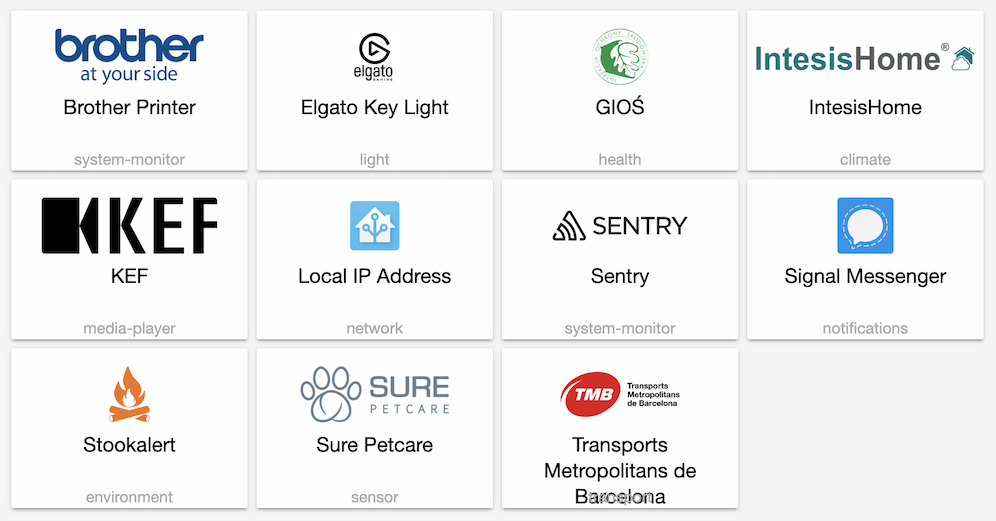 brother
at your side
Brother Printer
system-monitor
elgato
GAMING
Elgato Key Light
light
GIOŚ
health
IntesisHome®
IntesisHome
climate
KEF
KEF
media-player
Local IP Address
network
SENTRY
Sentry
system-monitor
Signal Messenger
notifications
Stookalert
environment
SURE
PETCARE
Sure Petcare
sensor
TMB
Transports
Metropolitans
de Barcelona
Transports
Metropolitans de
Barcelona
transport